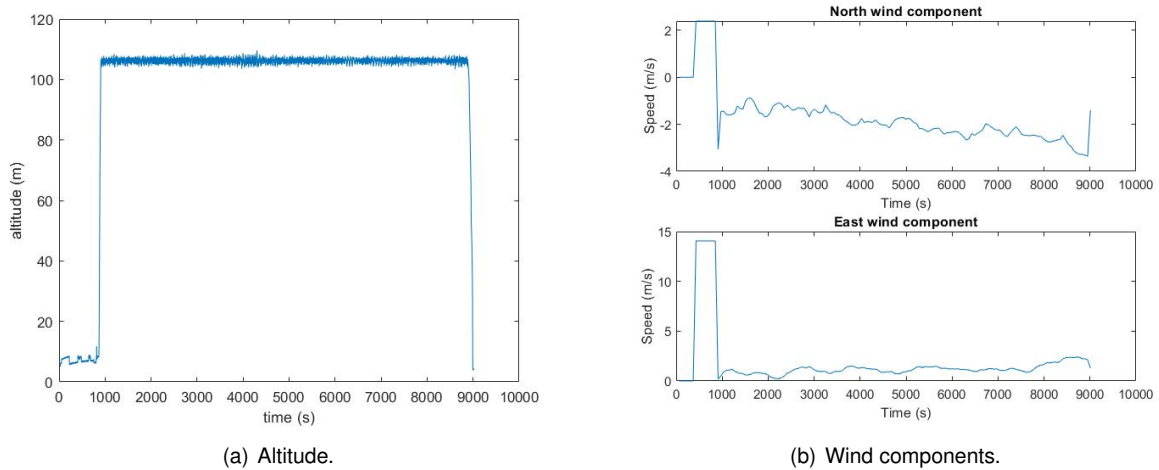 120
100
80
60
40
20
0
altitude (m)
0 1000 2000 3000 4000 5000 6000 7000 8000 9000 10000
time (s)
(a) Altitude.
North wind component
2
0
-2
-4
Speed (m/s)
0 1000 2000 3000 4000 5000 6000 7000 8000 9000 10000
Time (s)
East wind component
15
10
5
0
Speed (m/s)
0 1000 2000 3000 4000 5000 6000 7000 8000 9000 10000
Time (s)
(b) Wind components.